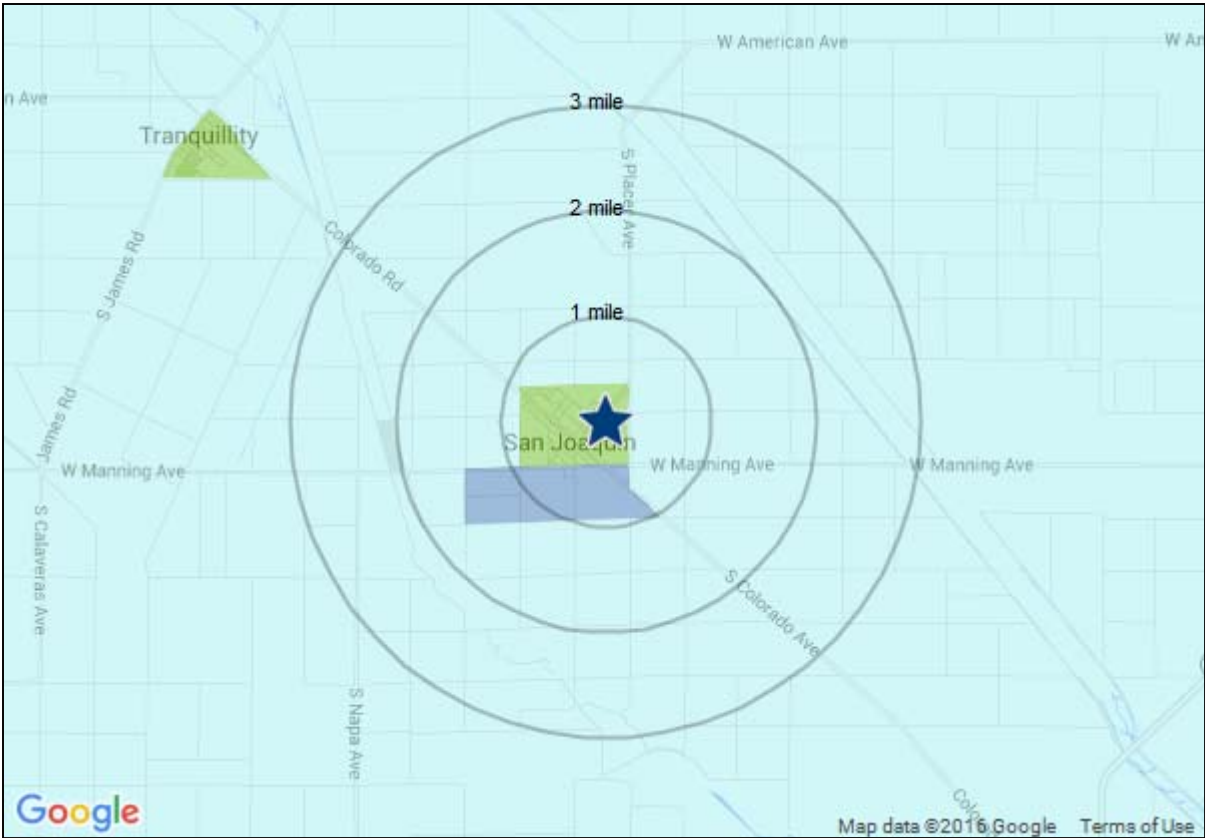 W American Ave
W Am
n Ave
3 mile
Tranquillity
S Placer Ave
2 mile
Colorado Rd
S James Rd
1 mile
James Rd
San Joaquin
W Manning Ave
W Manning Ave
W Manning Ave
S Calaveras Ave
S Colorado Ave
S Napa Ave
Colo
Google
Map data ©2016 Google Terms of Use